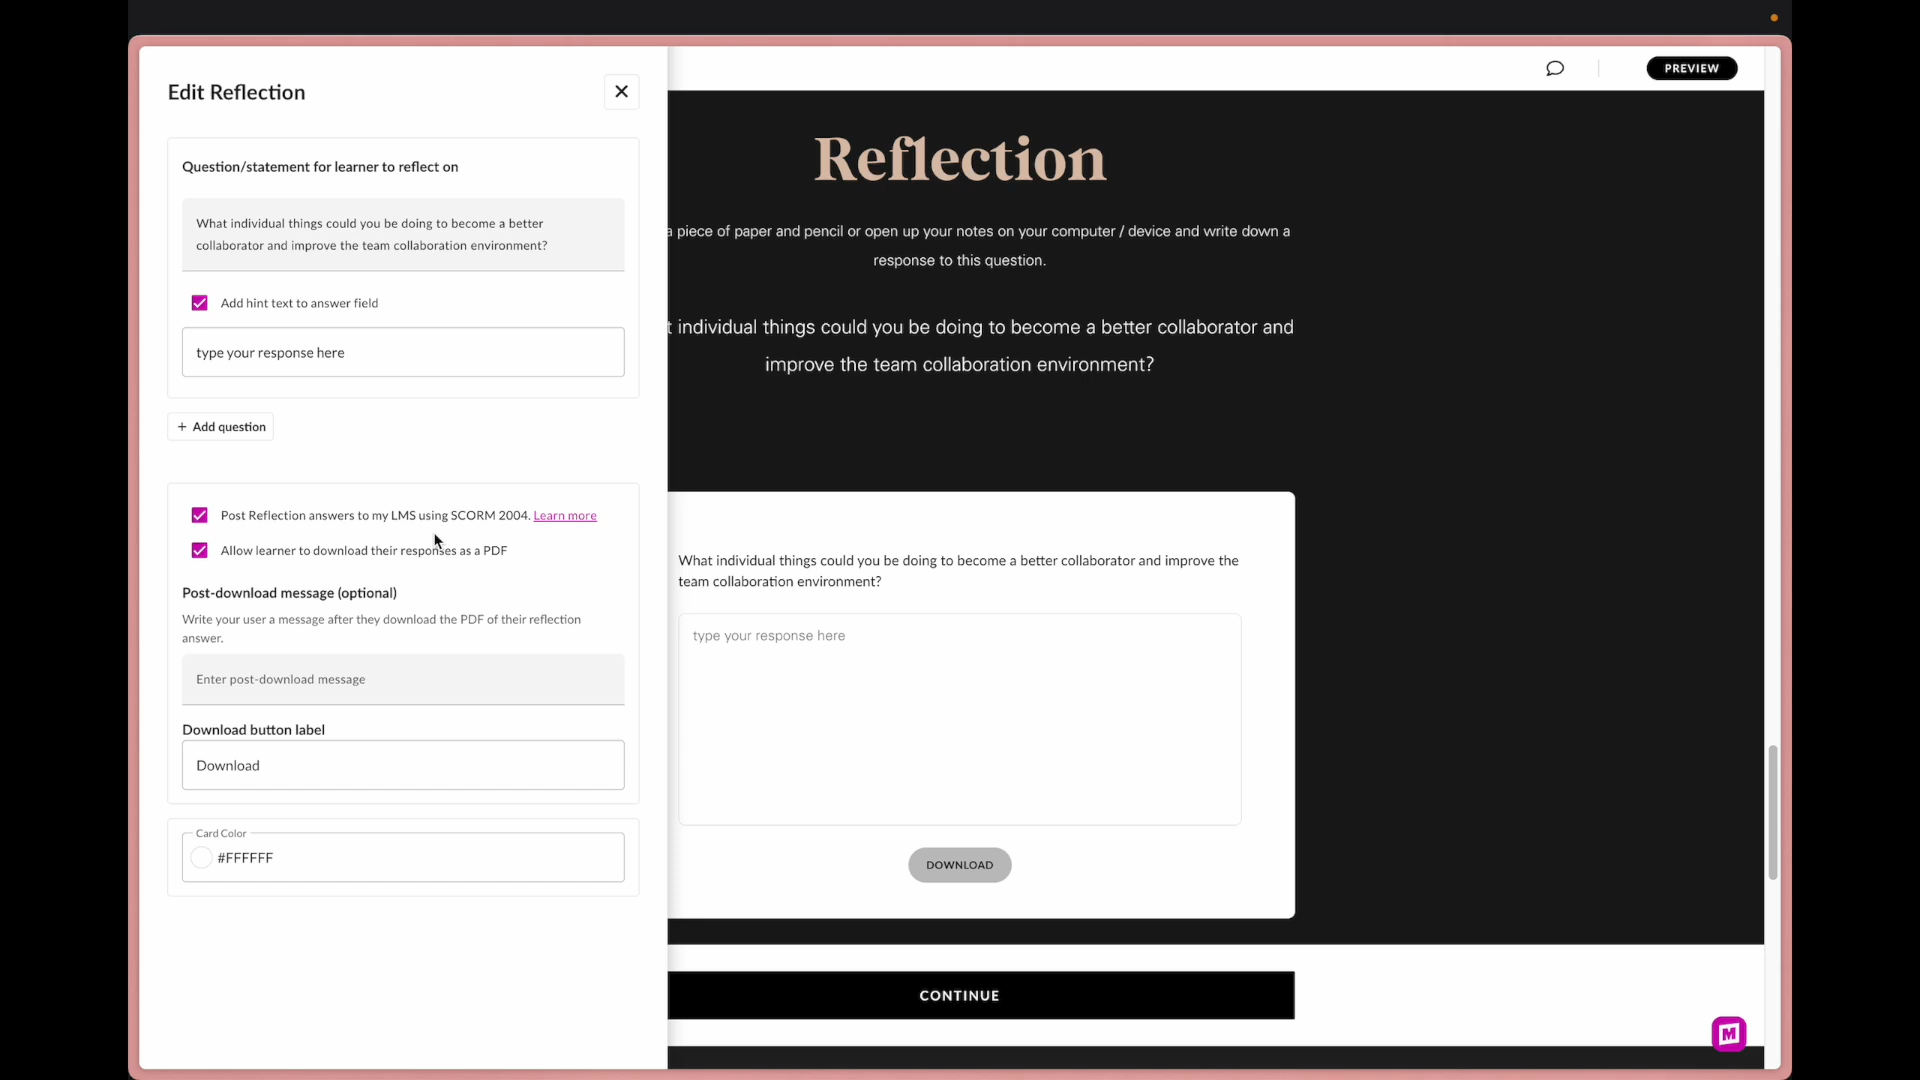 Edit Reflection
Question/statement for learner to reflect on
What individual things could you be doing to become a better
collaborator and improve the team collaboration environment?
Add hint text to answer field
type your response here
+ Add question
Post Reflection answers to my LMS using SCORM 2004. Learn more
Allow learner to download their responses as a PDF
Post-download message (optional)
Write your user a message after they download the PDF of their reflection
answer.
Enter post-download message
Download button label
Download
Card Color
#FFFFFF
PREVIEW
Reflection
a piece of paper and pencil or open up your notes on your computer / device and write down a
response to this question.
t individual things could you be doing to become a better collaborator and
improve the team collaboration environment?
What individual things could you be doing to become a better collaborator and improve the
team collaboration environment?
type your response here
DOWNLOAD
CONTINUE
M